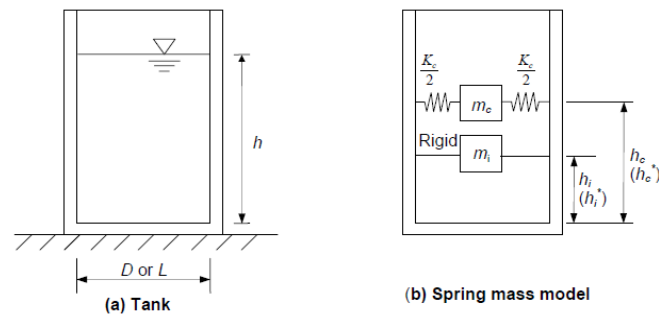 h
D or L
(a) Tank
K_c/2
K_c/2
m_c
Rigid
m_i
h_i
(h_i*)
h_c
(h_c*)
(b) Spring mass model